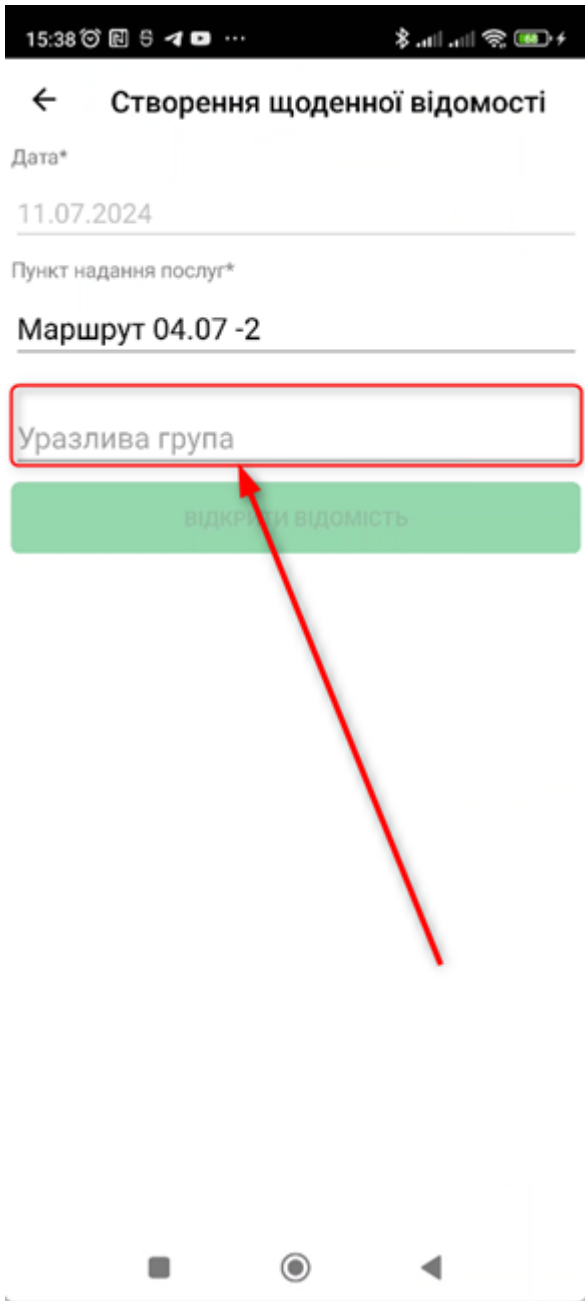 15:38
68
Створення щоденної відомості
Дата*
11.07.2024
Пункт надання послуг*
Маршрут 04.07 -2
Уразлива група
ВІДКРИТИ ВІДОМІСТЬ